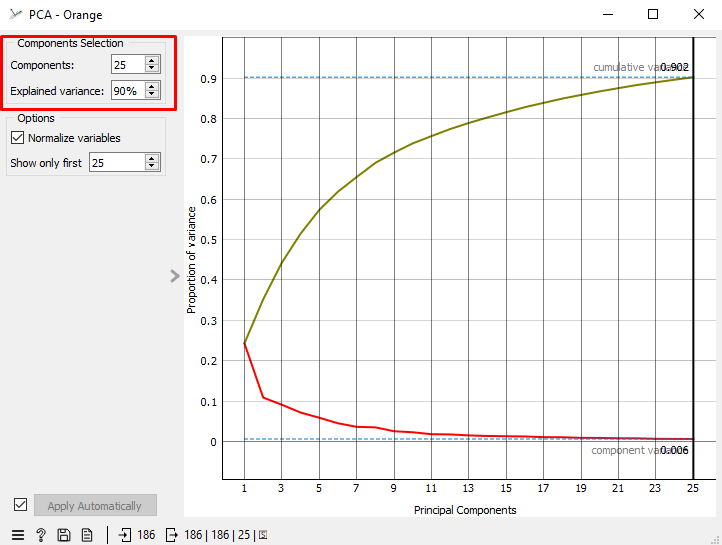 PCA - Orange
Components Selection
Components: 25
Explained variance: 90%
Options
Normalize variables
Show only first 25
Apply Automatically
186
186 | 186 | 25 |
Proportion of variance
0.9
0.8
0.7
0.6
0.5
0.4
0.3
0.2
0.1
0
cumulative variance
0.902
component variance
0.006
1 3 5 7 9 11 13 15 17 19 21 23 25
Principal Components